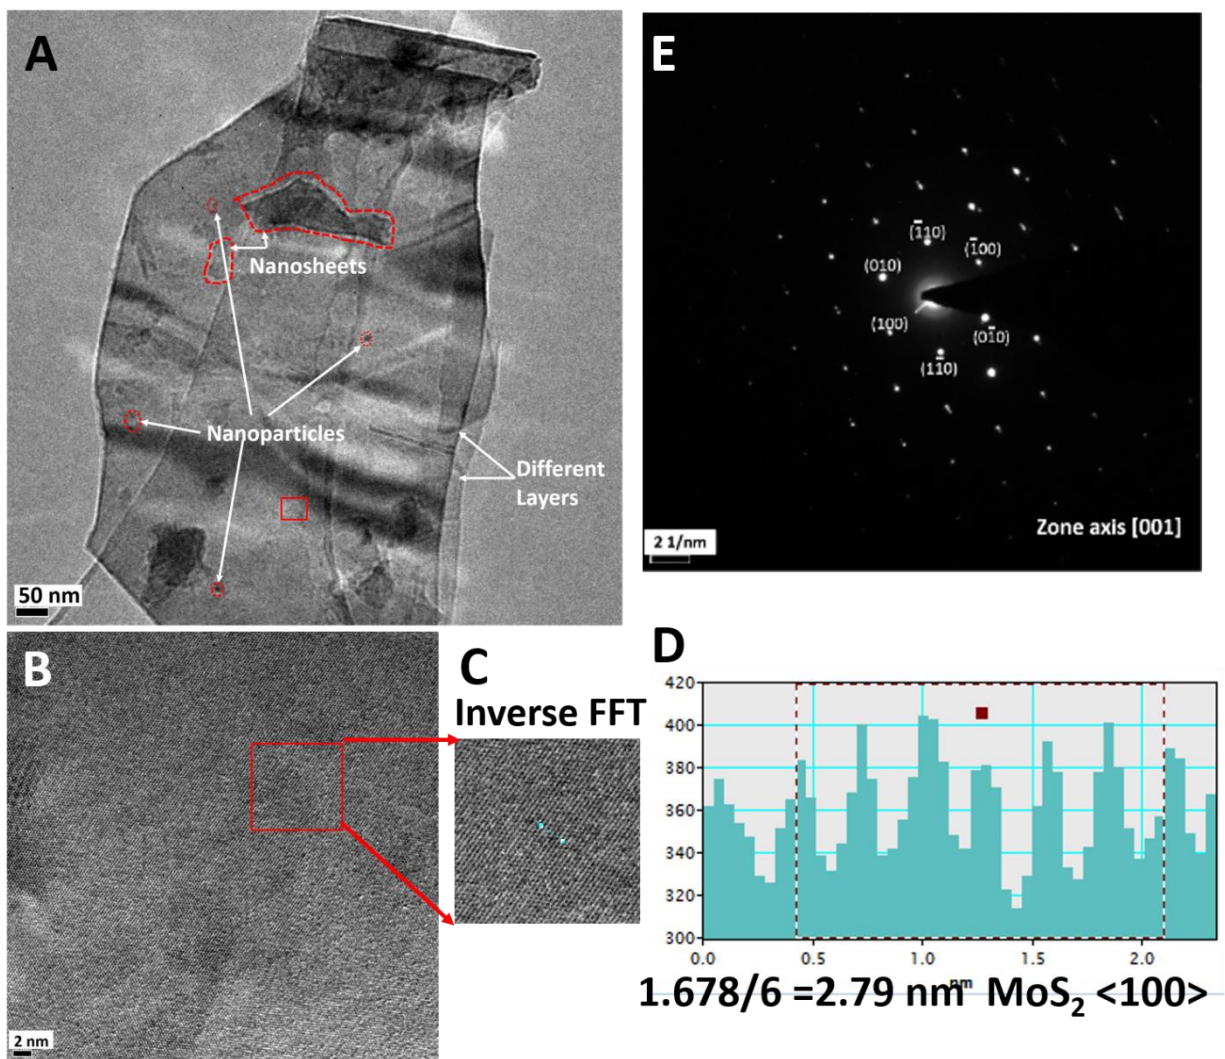 A
Nanosheets
Nanoparticles
Different
Layers
50 nm
E
(1̅10)
(1̅00)
(010)
(100)
(01̅0)
(11̅0)
Zone axis [001]
2 1/nm
B
2 nm
C
Inverse FFT
D
420
400
380
360
340
320
300
0.0
0.5
1.0
1.5
2.0
nm
1.678/6 =2.79 nm MoS₂ <100>